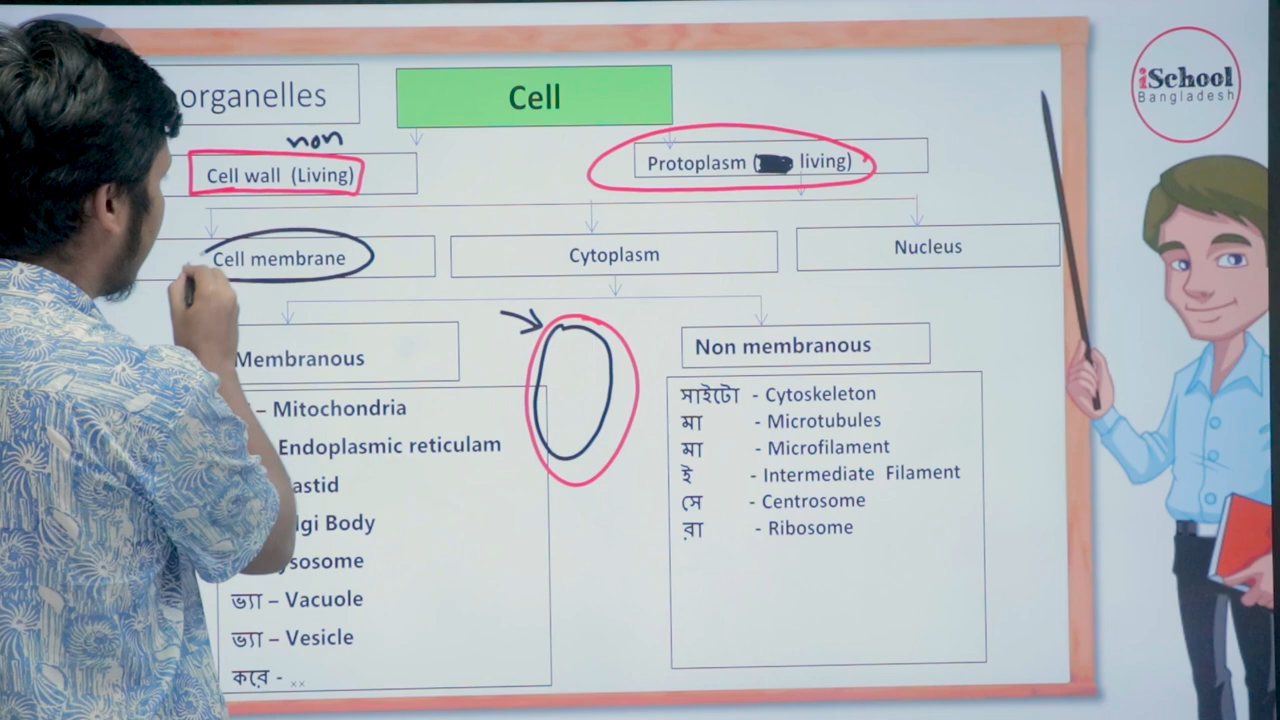 organelles
Cell
iSchool
Bangladesh
non
Cell wall (Living)
Protoplasm ( living)
Cell membrane
Cytoplasm
Nucleus
Membranous
Non membranous
– Mitochondria
Endoplasmic reticulam
astid
lgi Body
ysosome
ভ্যা – Vacuole
ভ্যা – Vesicle
করে - ××
সাইটো - Cytoskeleton
মা - Microtubules
মা - Microfilament
ই - Intermediate Filament
সে - Centrosome
রা - Ribosome